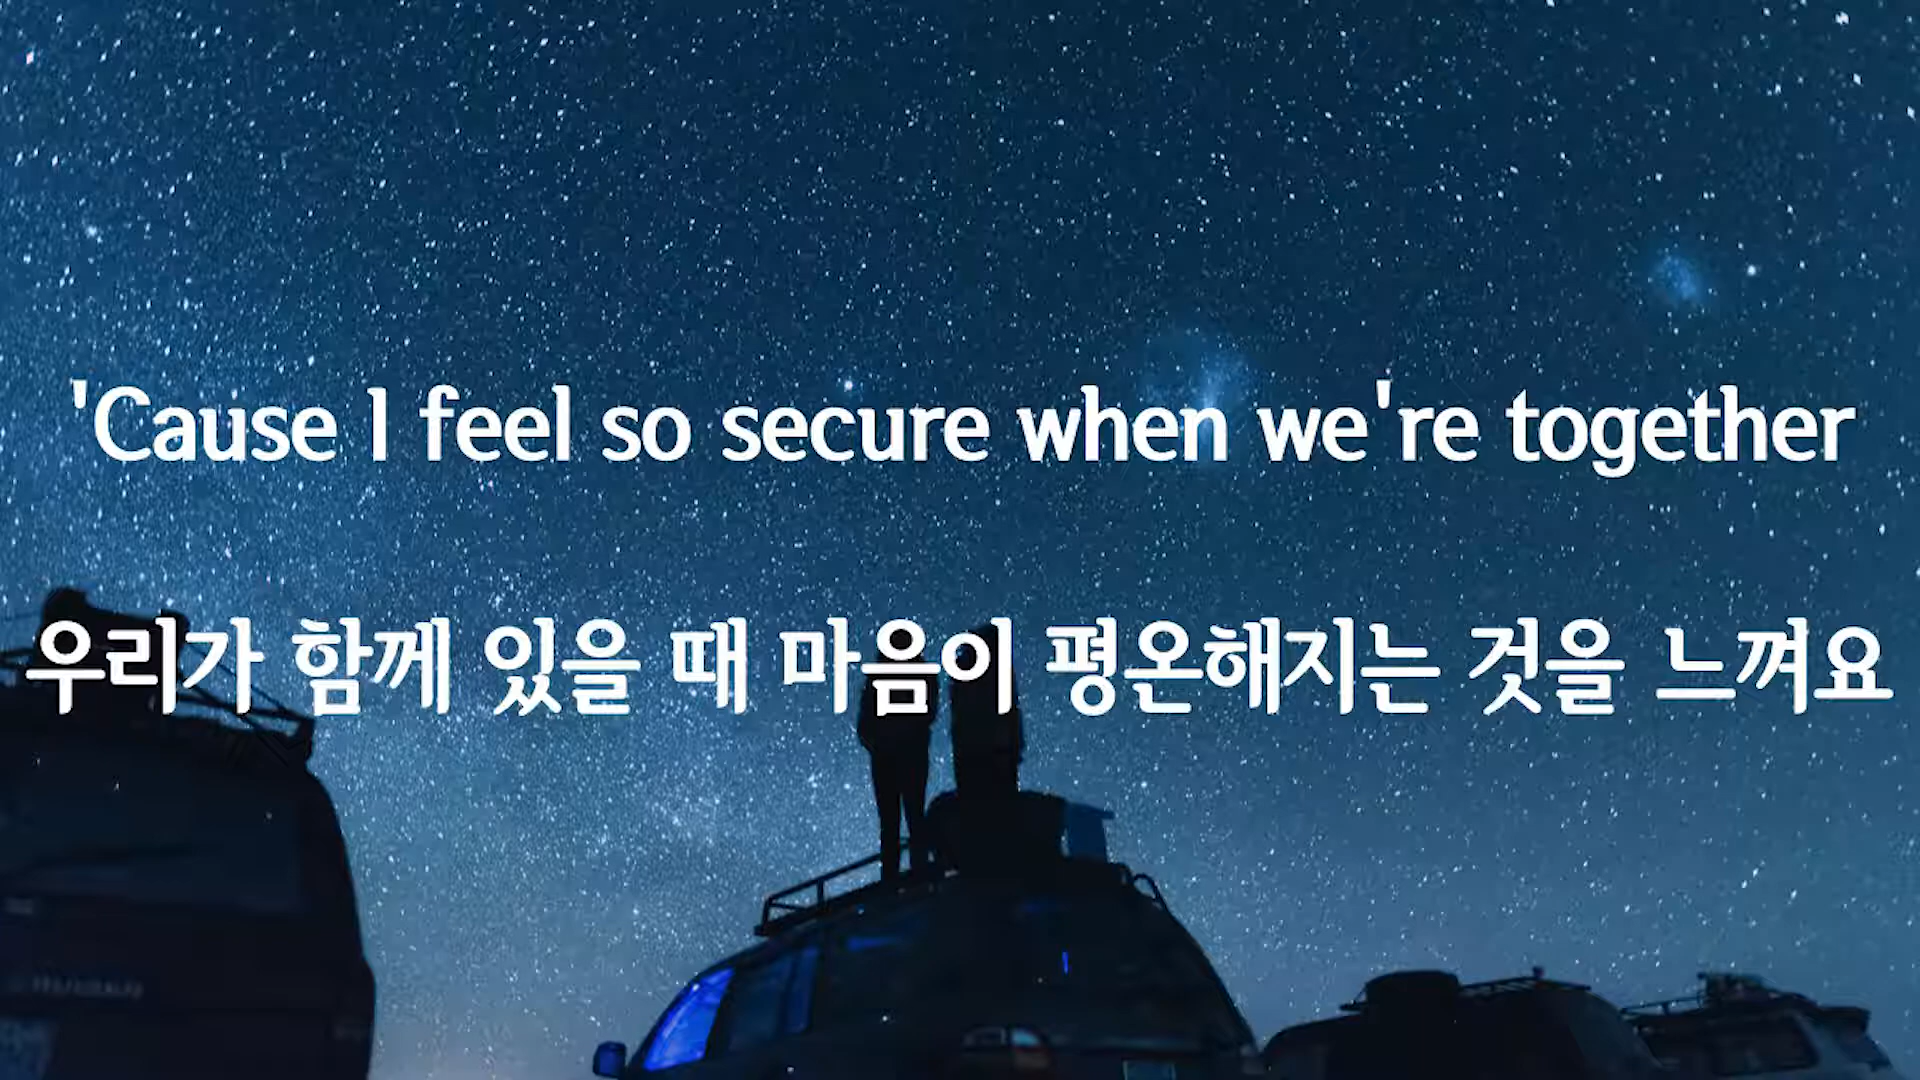 'Cause I feel so secure when we're together
우리가 함께 있을 때 마음이 평온해지는 것을 느껴요